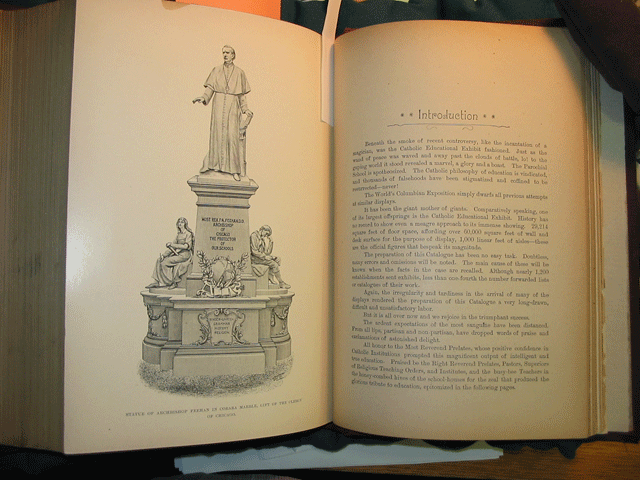 MOST REV. P.A. FEEHAN, D.D.
ARCHBISHOP
OF
CHICAGO
THE PROTECTOR
OF
OUR SCHOOLS
STATUE OF ARCHBISHOP FEEHAN IN CARRARA MARBLE, GIFT OF THE CLERGY
OF CHICAGO.
Introduction
Beneath the smoke of recent controversy, like the incantation of a
magician, was the Catholic Educational Exhibit fashioned. Just as the
wand of peace was waved and away past the clouds of battle, lo! to the
gaping world it stood revealed a marvel, a glory and a boast. The Parochial
School is apotheosized. The Catholic philosophy of education is vindicated,
and thousands of falsehoods have been stigmatized and coffined to be
resurrected—never!
The World's Columbian Exposition simply dwarfs all previous attempts
at similar displays.
It has been the giant mother of giants. Comparatively speaking, one
of its largest offsprings is the Catholic Educational Exhibit. History has
no record to show even a meagre approach to its immense showing. 29,214
square feet of floor space, affording over 60,000 square feet of wall and
desk surface for the purpose of display, 1,000 linear feet of aisles—these
are the official figures that bespeak its magnitude.
The preparation of this Catalogue has been no easy task. Doubtless,
many errors and omissions will be noted. The main cause of these will be
known when the facts in the case are recalled. Although nearly 1,200
establishments sent exhibits, less than one-fourth the number forwarded lists
or catalogue of their work.
Again, the irregularity and tardiness in the arrival of many of the
displays rendered the preparation of this Catalogue a very long-drawn,
difficult and unsatisfactory labor.
But it is all over now and we rejoice in the triumphant success.
The ardent expectations of the most sanguine have been distanced.
From all lips, partisan and non-partisan, have dropped words of praise and
exclamations of astonished delight.
All honor to the Most Reverend Prelates, whose positive confidence in
Catholic Institutions prompted this magnificent output of intelligent and
true education. Praised be the Right Reverend Prelates, Pastors, Superiors
of Religious Teaching Orders, and Institutes, and the busy-bee Teachers in
the honey-combed hives of the school homes for the zeal that produced the
glorious tribute to education, epitomized in the following pages.